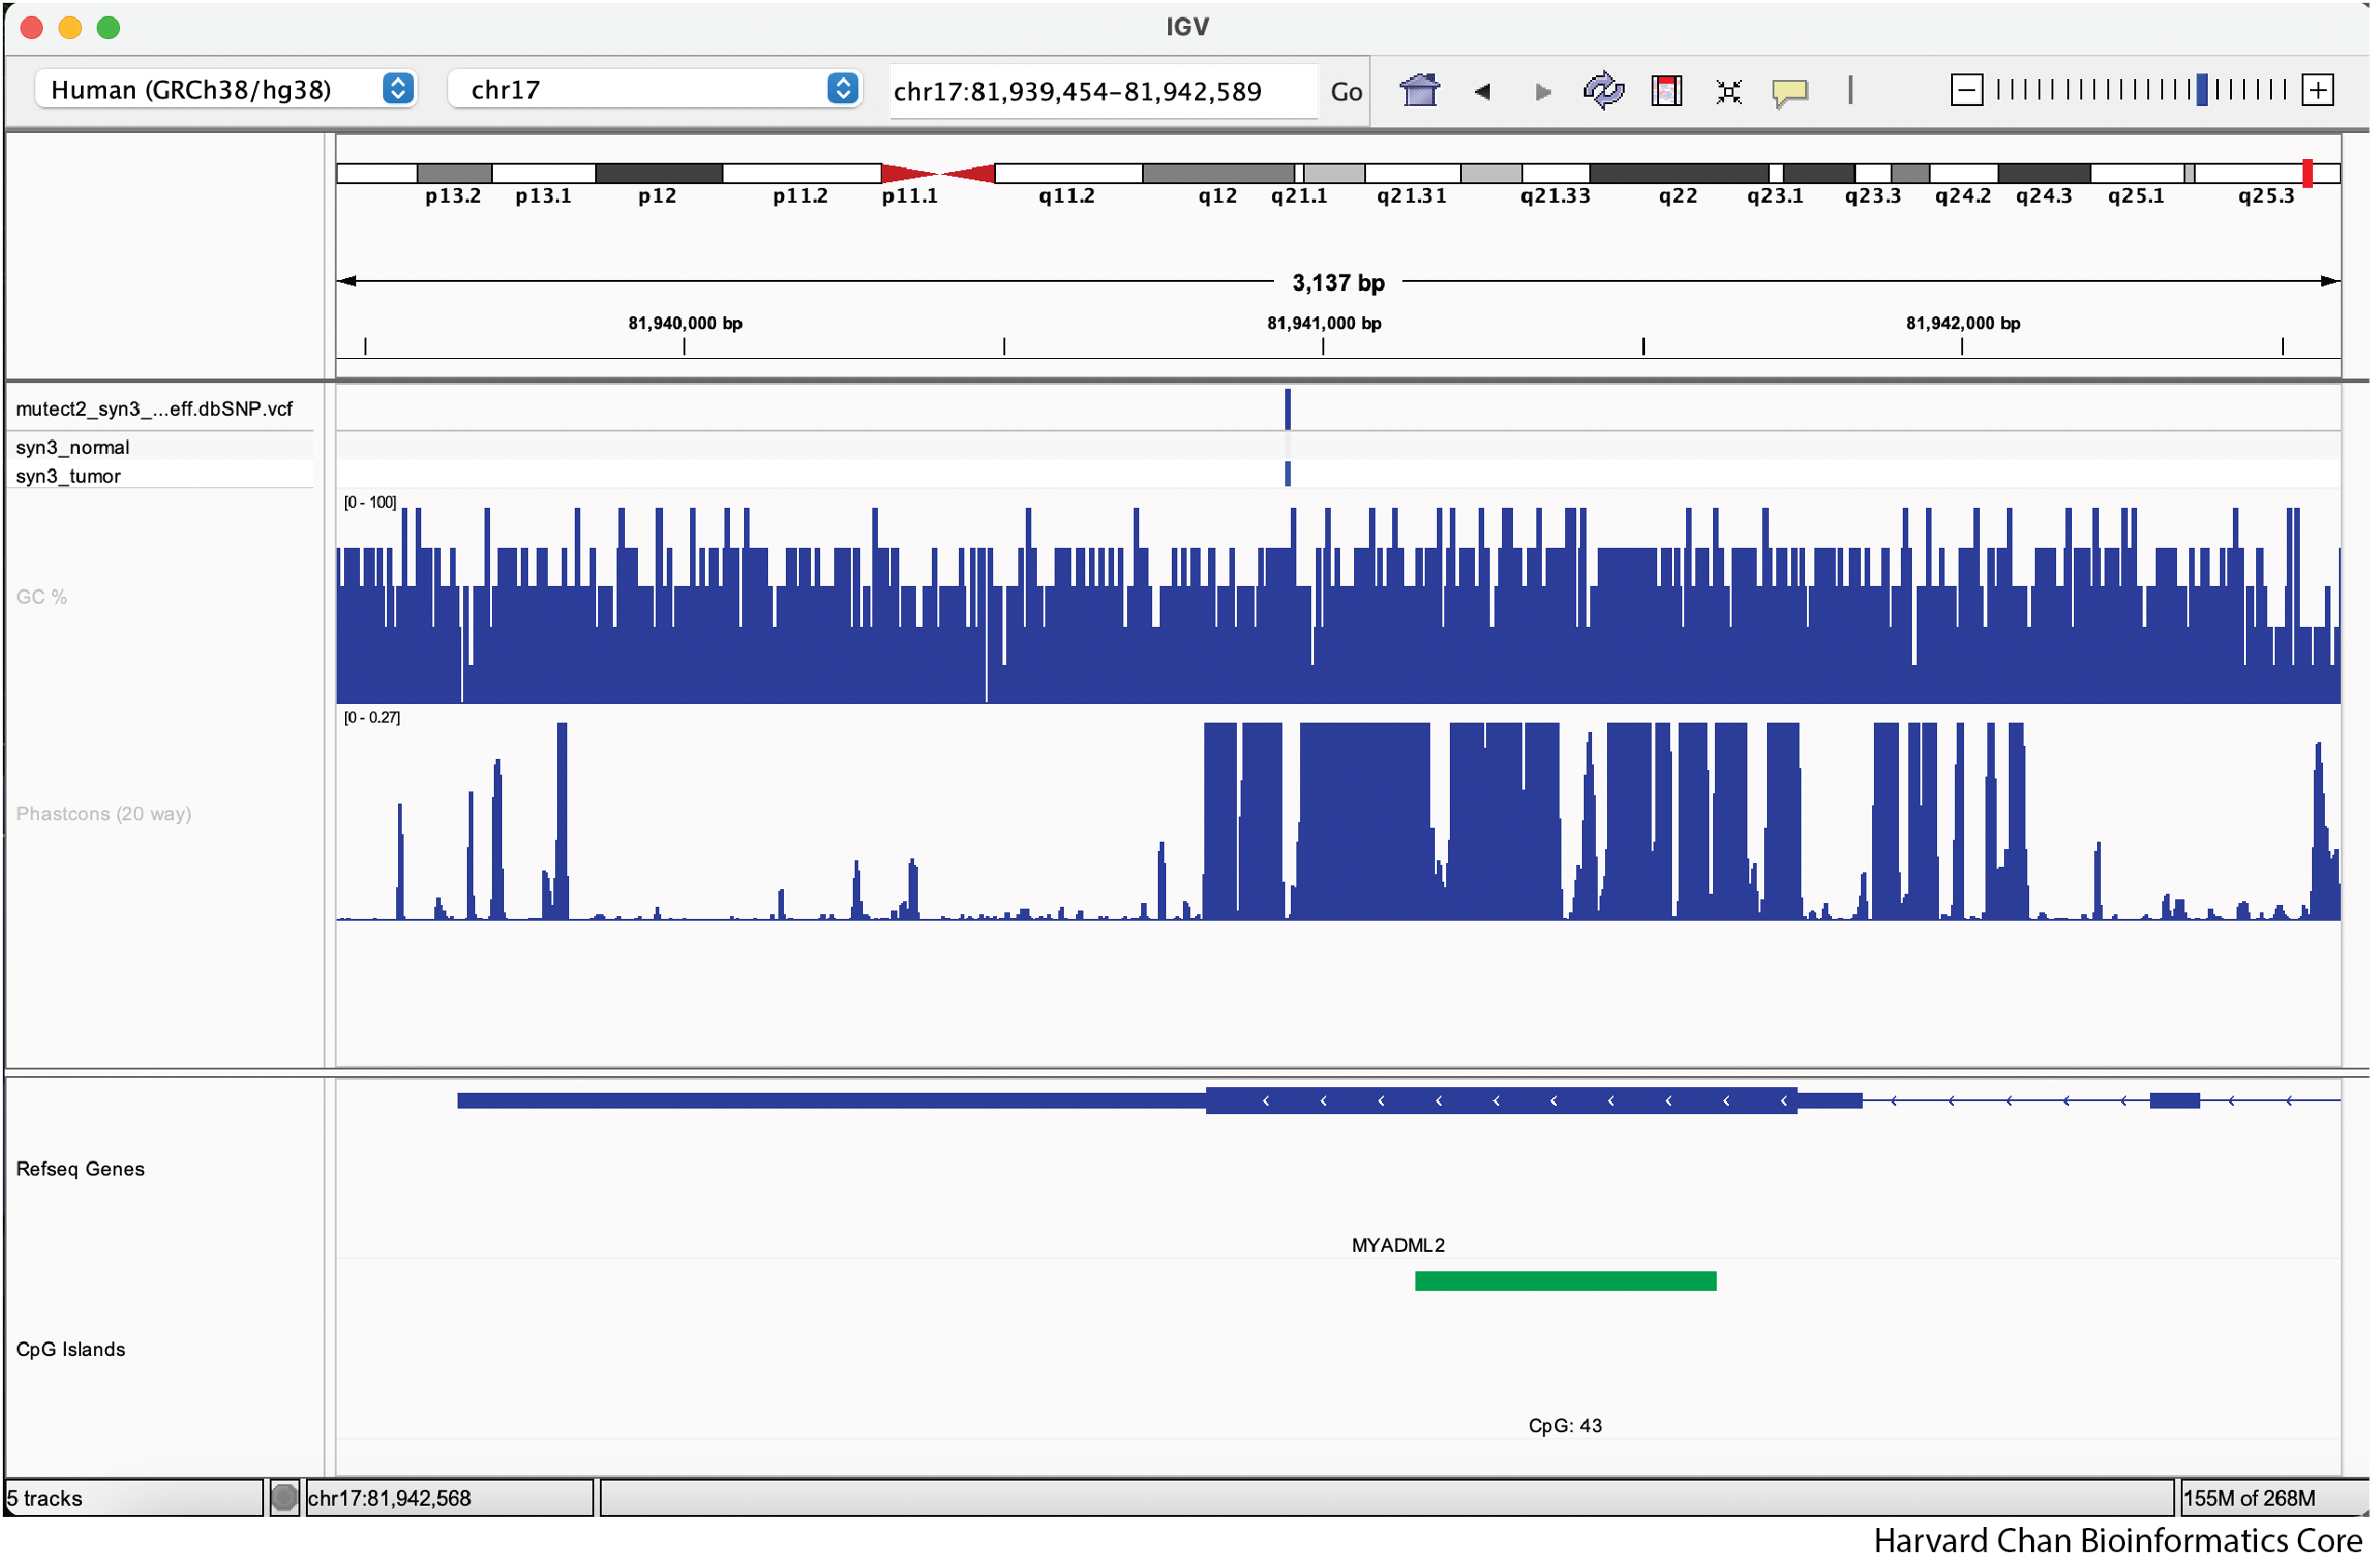 IGV
Human (GRCh38/hg38) chr17 chr17:81,939,454-81,942,589 Go
p13.2 p13.1 p12 p11.2 p11.1 q11.2 q12 q21.1 q21.31 q21.33 q22 q23.1 q23.3 q24.2 q24.3 q25.1 q25.3
3,137 bp
81,940,000 bp 81,941,000 bp 81,942,000 bp
mutect2_syn3_...eff.dbSNP.vcf
syn3_normal
syn3_tumor
[0 - 100]
GC %
[0 - 0.27]
Phastcons (20 way)
Refseq Genes
MYADML2
CpG Islands
CpG: 43
5 tracks chr17:81,942,568 155M of 268M
Harvard Chan Bioinformatics Core